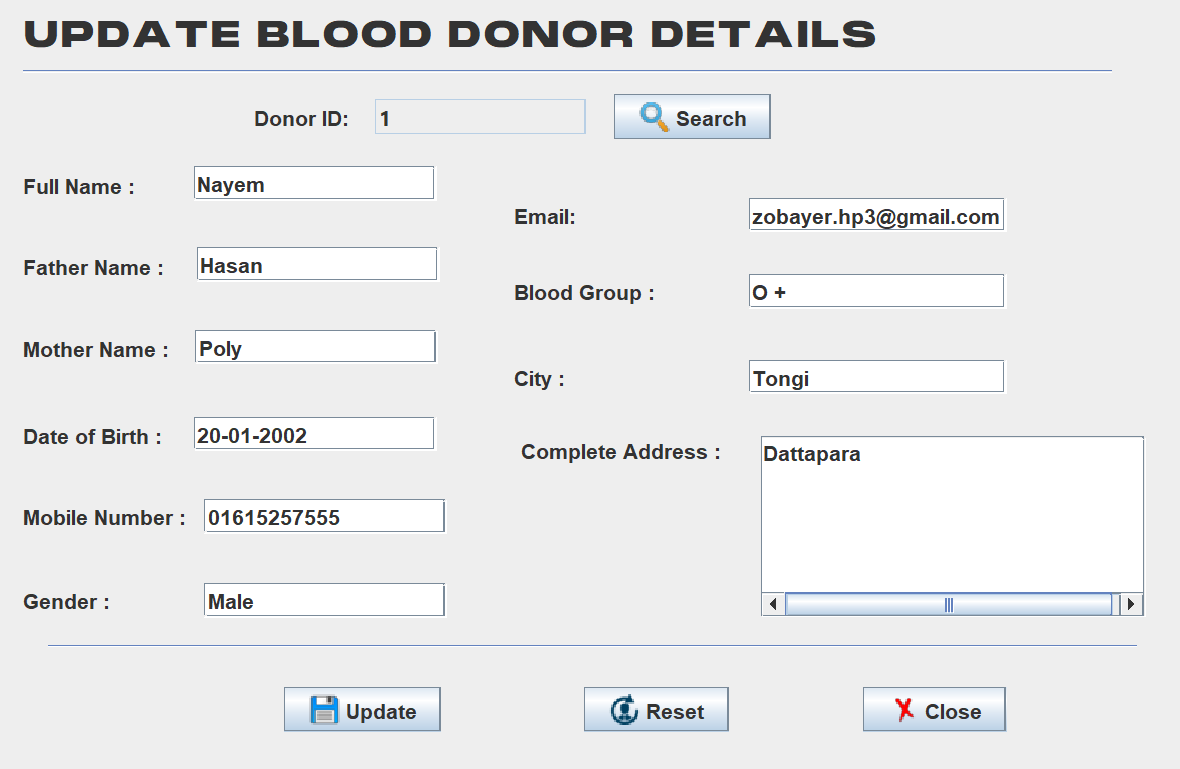 UPDATE BLOOD DONOR DETAILS
Donor ID: 1 Search
Full Name : Nayem
Email: zobayer.hp3@gmail.com
Father Name : Hasan
Blood Group : O +
Mother Name : Poly
City : Tongi
Date of Birth : 20-01-2002
Complete Address : Dattapara
Mobile Number : 01615257555
Gender : Male
Update Reset Close